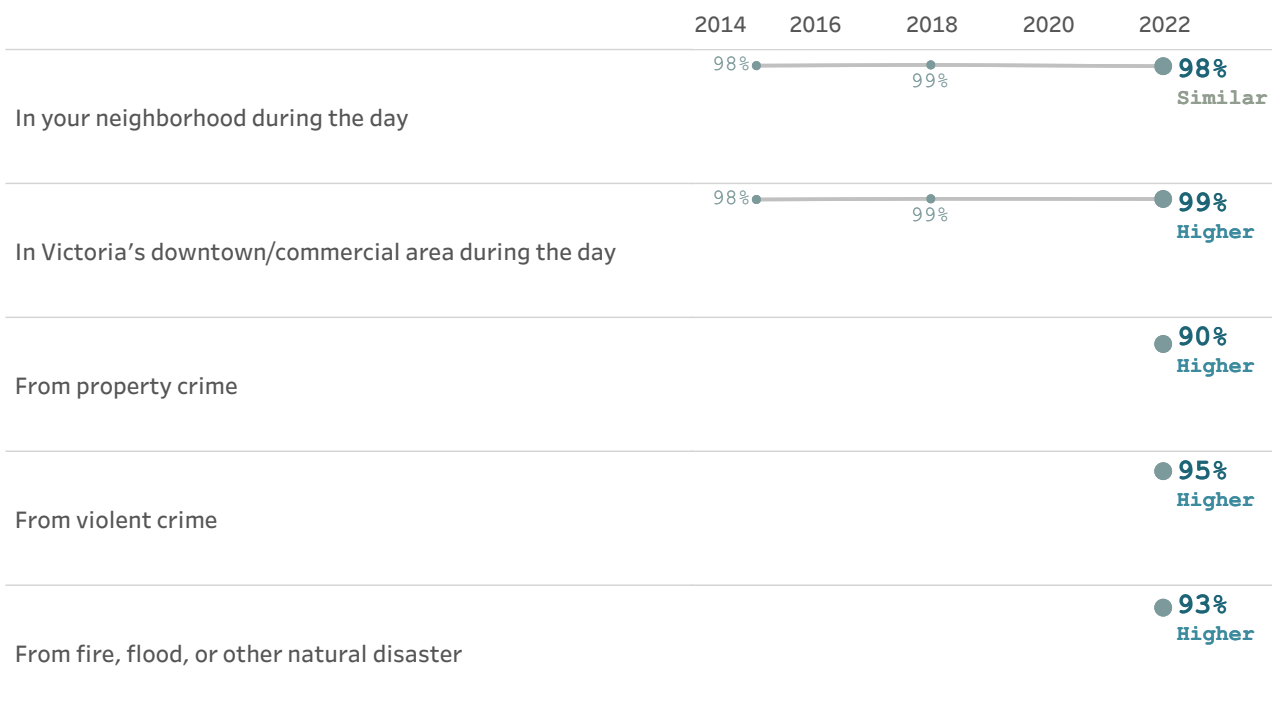 2014 2016 2018 2020 2022
98% 99% 98%
Similar
In your neighborhood during the day
98% 99% 99%
Higher
In Victoria's downtown/commercial area during the day
90%
Higher
From property crime
95%
Higher
From violent crime
93%
Higher
From fire, flood, or other natural disaster